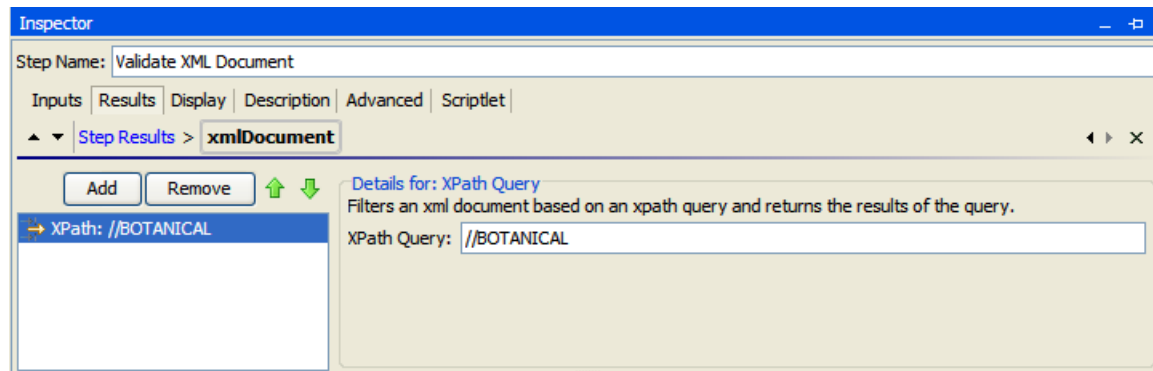 Inspector
Step Name: Validate XML Document
Inputs Results Display Description Advanced Scriptlet
Step Results > xmlDocument
Add Remove
Details for: XPath Query
Filters an xml document based on an xpath query and returns the results of the query.
XPath: //BOTANICAL
XPath Query: //BOTANICAL